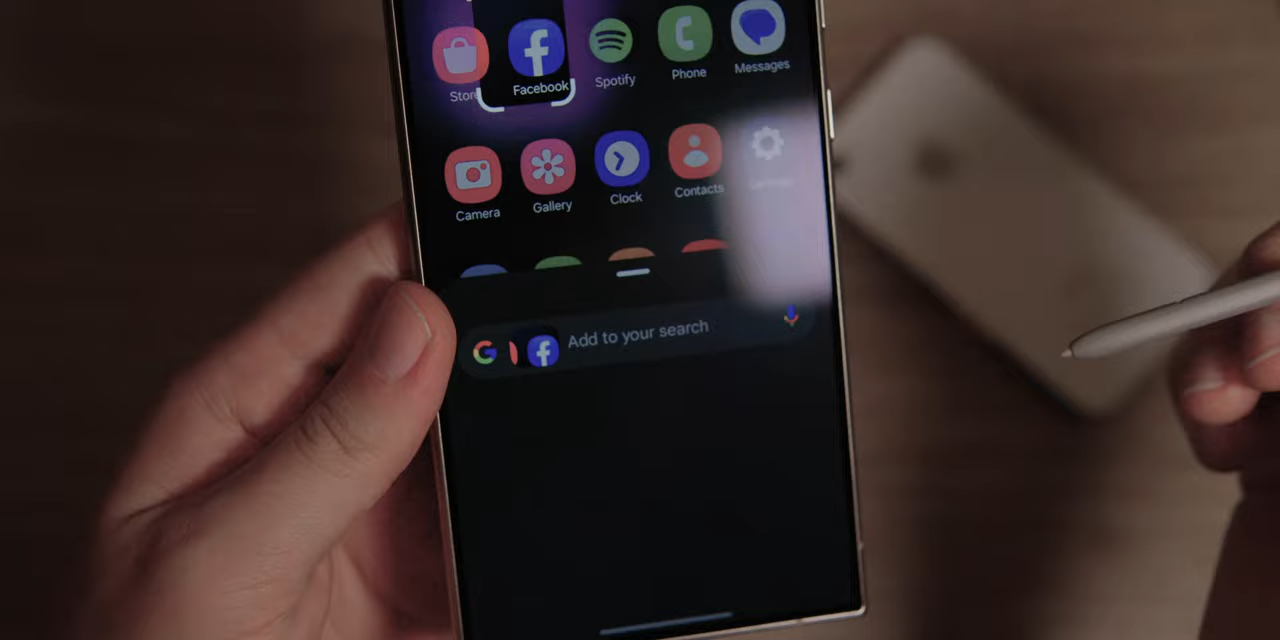 Store
Facebook
Spotify
Phone
Messages
Camera
Gallery
Clock
Contacts
Add to your search